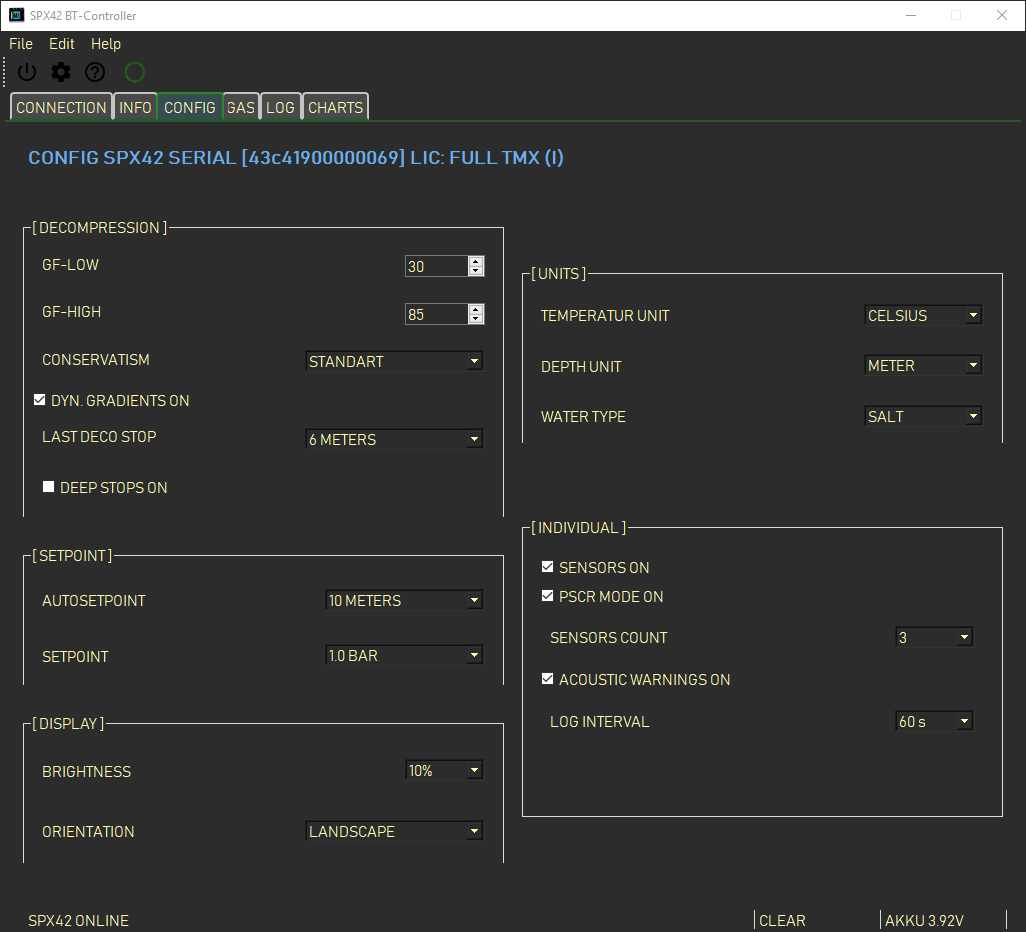 SPX42 BT-Controller
File Edit Help
CONNECTION INFO CONFIG GAS LOG CHARTS
CONFIG SPX42 SERIAL [43c41900000069] LIC: FULL TMX (I)
[ DECOMPRESSION ]
GF-LOW 30
GF-HIGH 85
CONSERVATISM STANDART
DYN. GRADIENTS ON
LAST DECO STOP 6 METERS
DEEP STOPS ON
[ SETPOINT ]
AUTOSETPOINT 10 METERS
SETPOINT 1.0 BAR
[ DISPLAY ]
BRIGHTNESS 10%
ORIENTATION LANDSCAPE
[ UNITS ]
TEMPERATUR UNIT CELSIUS
DEPTH UNIT METER
WATER TYPE SALT
[ INDIVIDUAL ]
SENSORS ON
PSCR MODE ON
SENSORS COUNT 3
ACOUSTIC WARNINGS ON
LOG INTERVAL 60 s
SPX42 ONLINE CLEAR AKKU 3.92V